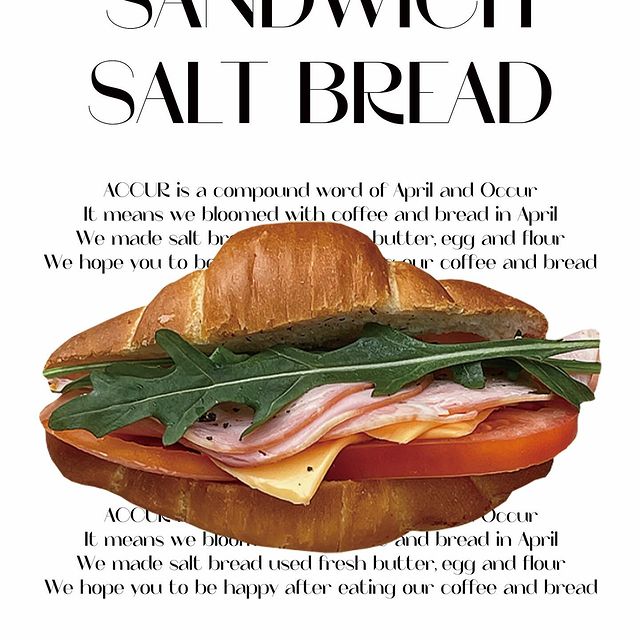 SANDWICH
SALT BREAD
ACCUR is a compound word of April and Occur
It means we bloomed with coffee and bread in April
We made salt butter, egg and flour
We hope you to be our coffee and bread
ACCUR Occur
It means we and bread in April
We made salt bread used fresh butter, egg and flour
We hope you to be happy after eating our coffee and bread